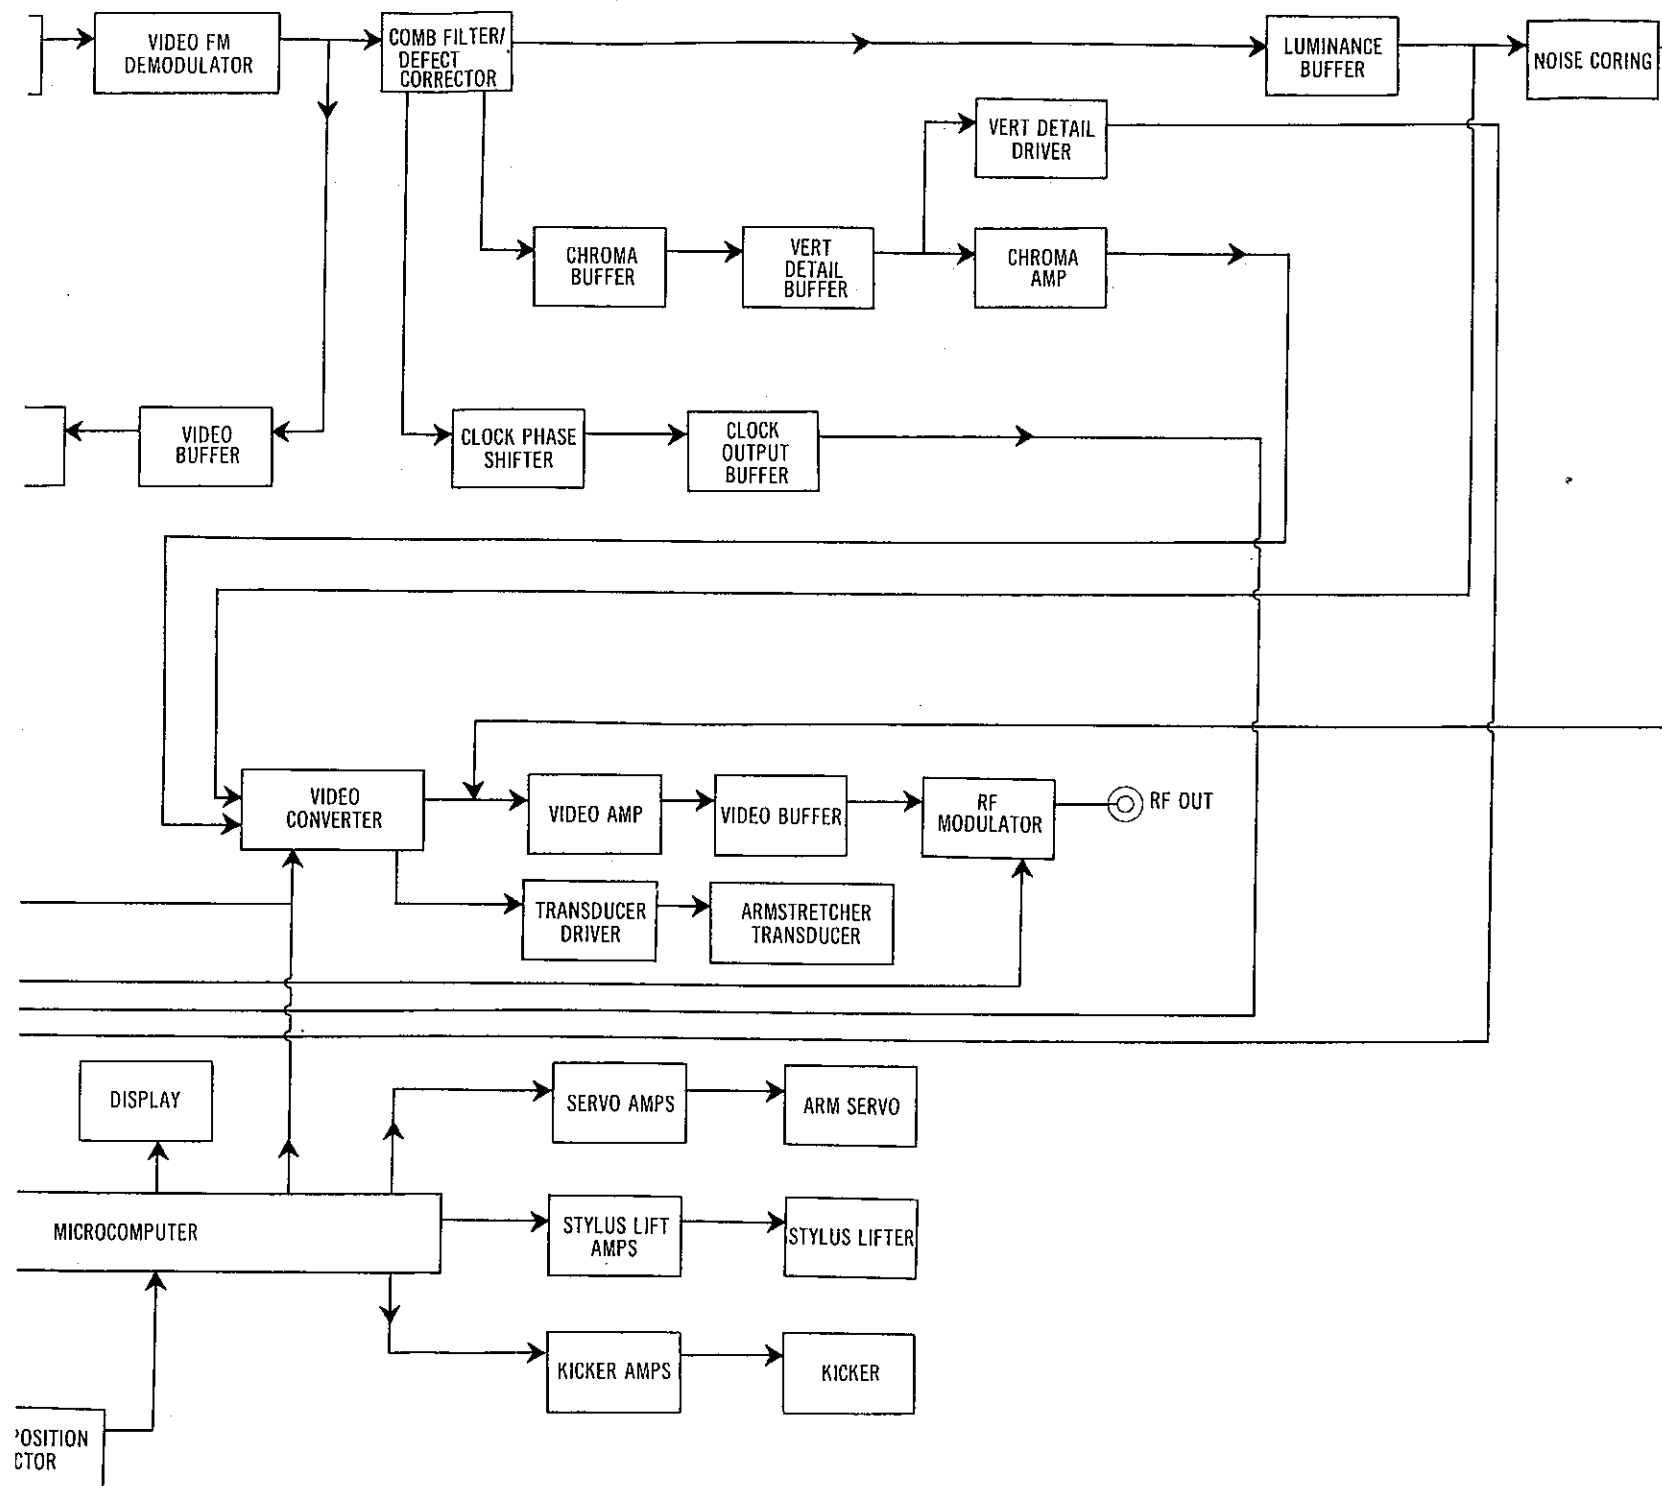 VIDEO FM
DEMODULATOR
COMB FILTER/
DEFECT
CORRECTOR
LUMINANCE
BUFFER
NOISE CORING
VERT DETAIL
DRIVER
CHROMA
BUFFER
VERT
DETAIL
BUFFER
CHROMA
AMP
VIDEO
BUFFER
CLOCK PHASE
SHIFTER
CLOCK
OUTPUT
BUFFER
VIDEO
CONVERTER
VIDEO AMP
VIDEO BUFFER
RF
MODULATOR
RF OUT
TRANSDUCER
DRIVER
ARMSTRETCHER
TRANSDUCER
DISPLAY
SERVO AMPS
ARM SERVO
MICROCOMPUTER
STYLUS LIFT
AMPS
STYLUS LIFTER
KICKER AMPS
KICKER
POSITION
CTOR